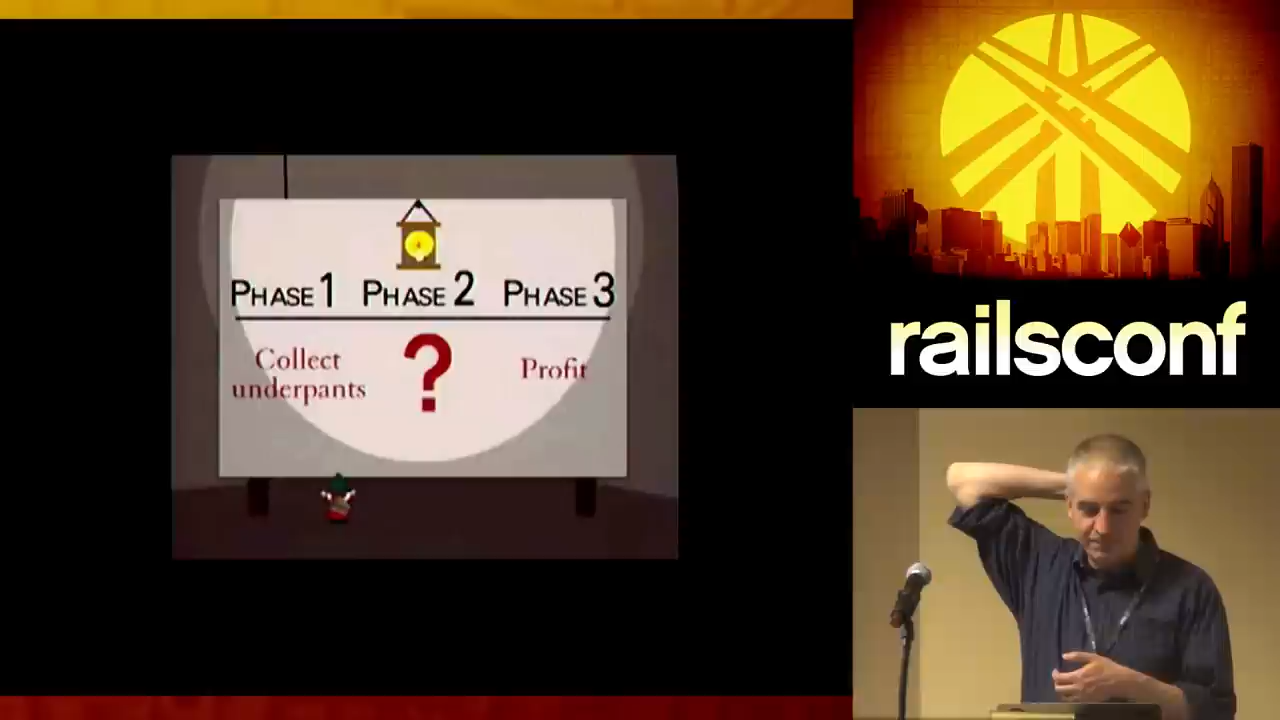 PHASE 1 PHASE 2 PHASE 3
Collect
underpants
?
Profit
railsconf